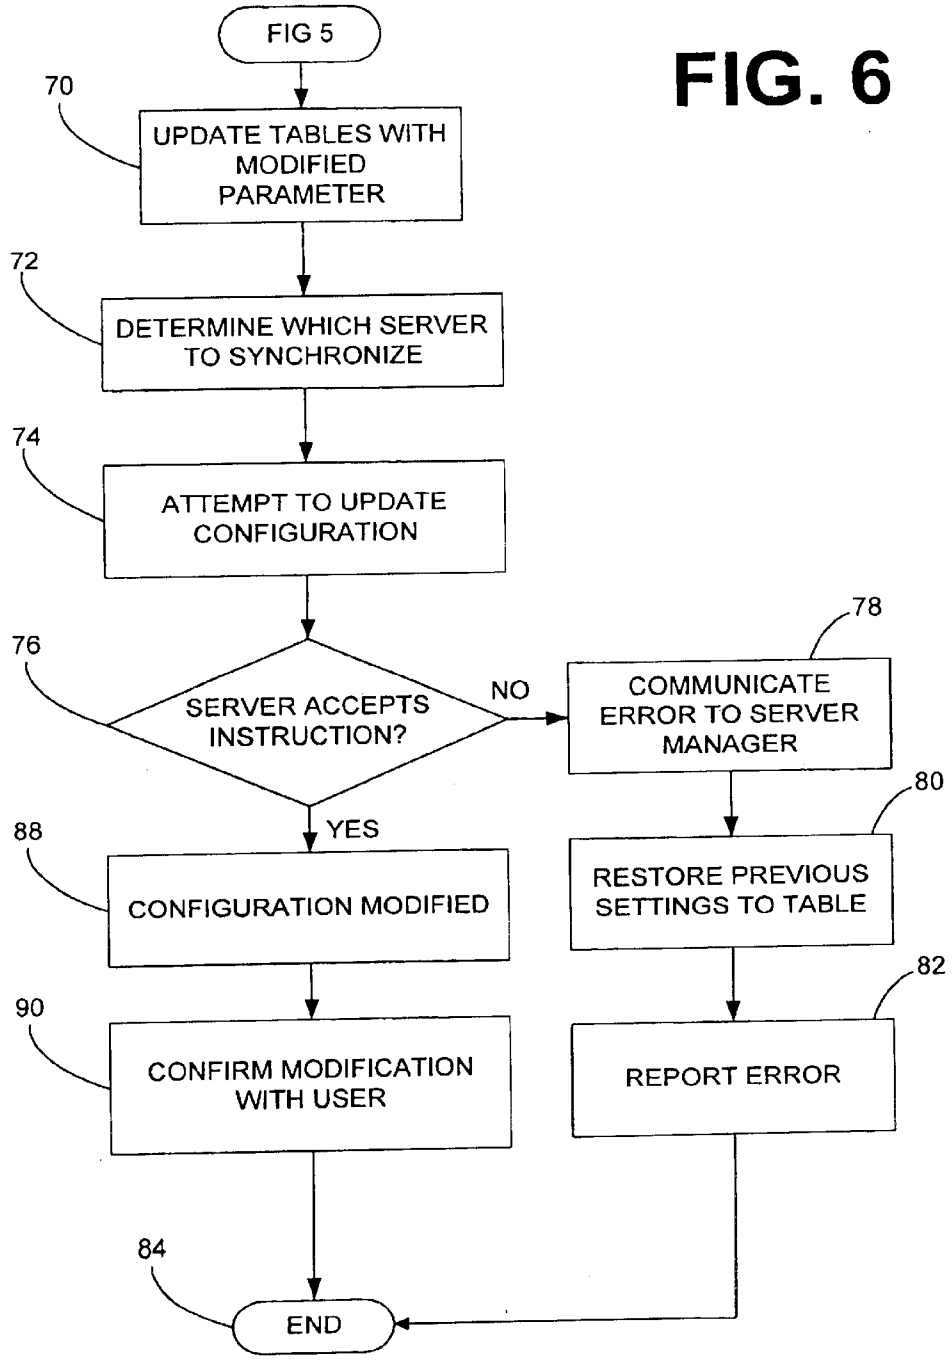 FIG 5
FIG. 6
70
UPDATE TABLES WITH
MODIFIED
PARAMETER
72
DETERMINE WHICH SERVER
TO SYNCHRONIZE
74
ATTEMPT TO UPDATE
CONFIGURATION
76
SERVER ACCEPTS
INSTRUCTION?
NO
78
COMMUNICATE
ERROR TO SERVER
MANAGER
YES
80
RESTORE PREVIOUS
SETTINGS TO TABLE
88
CONFIGURATION MODIFIED
82
REPORT ERROR
90
CONFIRM MODIFICATION
WITH USER
84
END